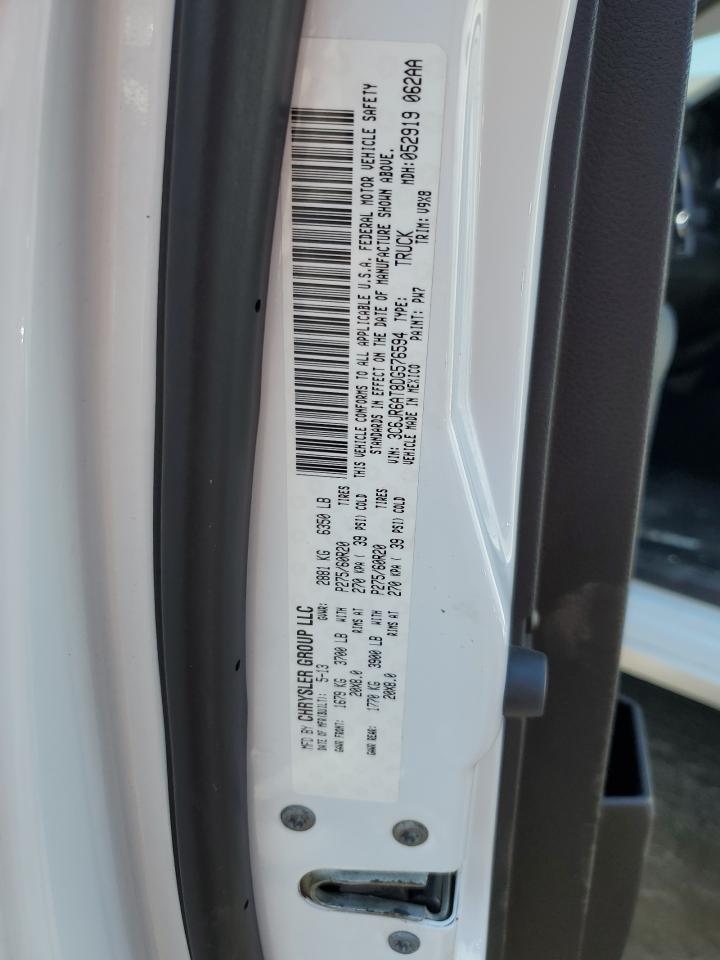 MFD BY CHRYSLER GROUP LLC
DATE OF MFR(BUILT): 5-13 GVWR: 2881 KG 6350 LB
GAWR FRONT: 1679 KG 3700 LB WITH P275/60R20 TIRES
20X8.0 RIMS AT 270 KPA ( 39 PSI) COLD
GAWR REAR: 1770 KG 3900 LB WITH P275/60R20 TIRES
20X8.0 RIMS AT 270 KPA ( 39 PSI) COLD
THIS VEHICLE CONFORMS TO ALL APPLICABLE U.S.A. FEDERAL MOTOR VEHICLE SAFETY
STANDARDS IN EFFECT ON THE DATE OF MANUFACTURE SHOWN ABOVE.
VIN: 3C6JR6AT8DG576594 TYPE: TRUCK MDH:052919 062AA
VEHICLE MADE IN MEXICO PAINT: PW7 TRIM: V9X8